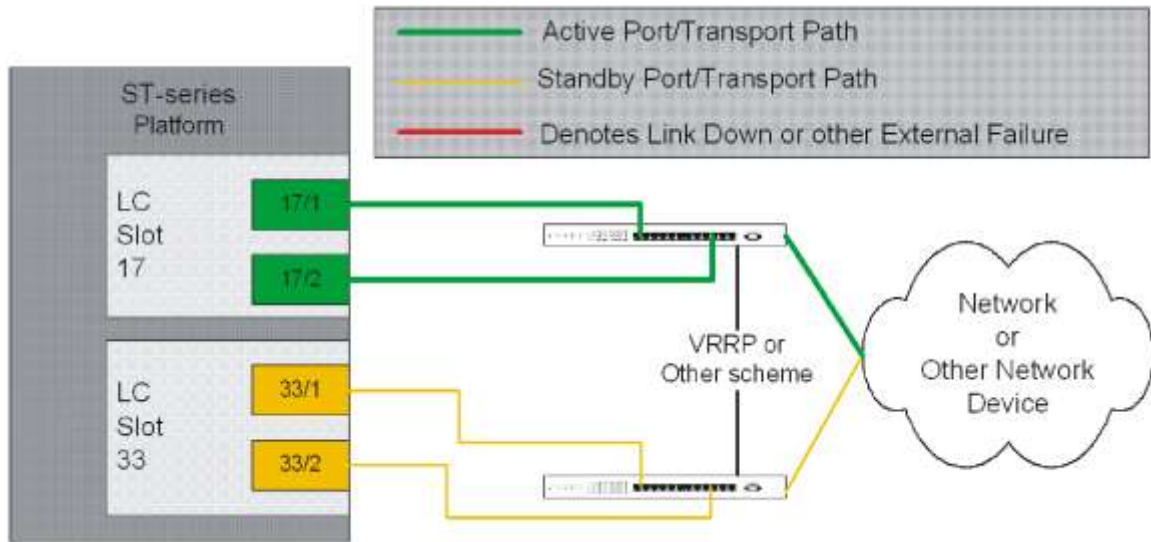 Active Port/Transport Path
Standby Port/Transport Path
Denotes Link Down or other External Failure
ST-series
Platform
LC
Slot
17
17/1
17/2
LC
Slot
33
33/1
33/2
VRRP or
Other scheme
Network
or
Other Network
Device